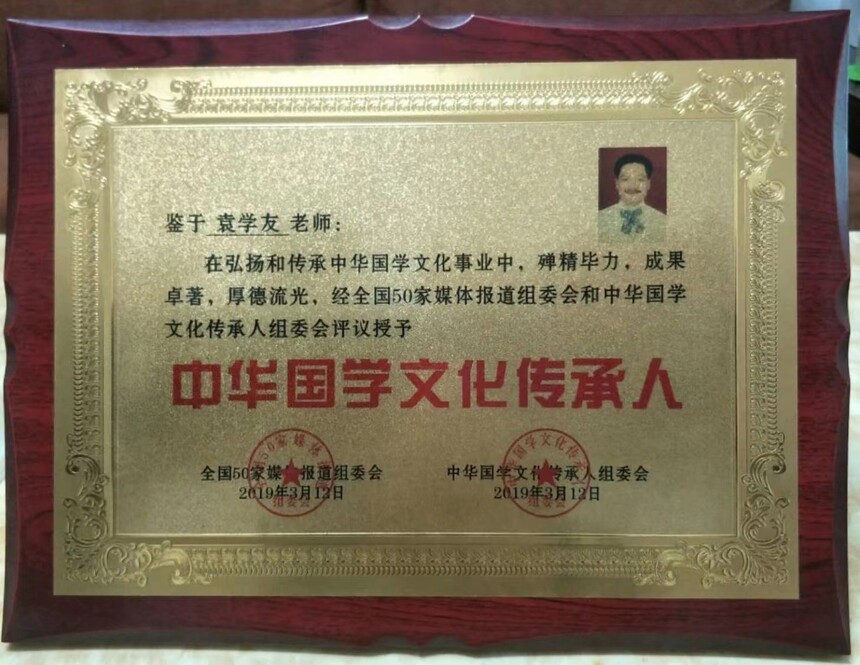 鉴于 袁学友 老师：
在弘扬和传承中华国学文化事业中，殚精毕力，成果
卓著，厚德流光，经全国50家媒体报道组委会和中华国学
文化传承人组委会评议授予
中华国学文化传承人
全国50家媒体报道组委会
2019年3月12日
中华国学文化传承人组委会
2019年3月12日